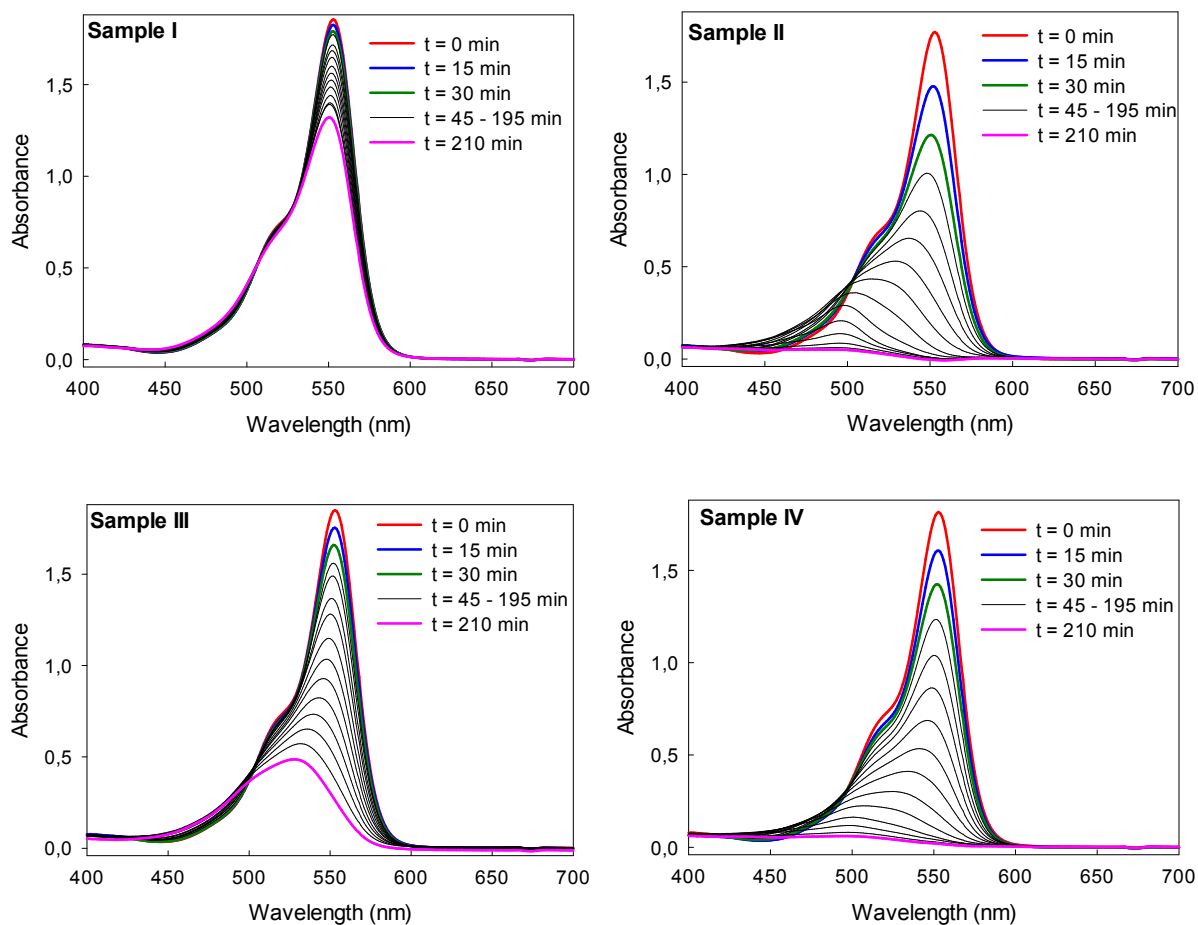 Sample I
t = 0 min
t = 15 min
t = 30 min
t = 45 - 195 min
t = 210 min
1,5
1,0
0,5
0,0
Absorbance
400 450 500 550 600 650 700
Wavelength (nm)
Sample II
t = 0 min
t = 15 min
t = 30 min
t = 45 - 195 min
t = 210 min
1,5
1,0
0,5
0,0
Absorbance
400 450 500 550 600 650 700
Wavelength (nm)
Sample III
t = 0 min
t = 15 min
t = 30 min
t = 45 - 195 min
t = 210 min
1,5
1,0
0,5
0,0
Absorbance
400 450 500 550 600 650 700
Wavelength (nm)
Sample IV
t = 0 min
t = 15 min
t = 30 min
t = 45 - 195 min
t = 210 min
1,5
1,0
0,5
0,0
Absorbance
400 450 500 550 600 650 700
Wavelength (nm)